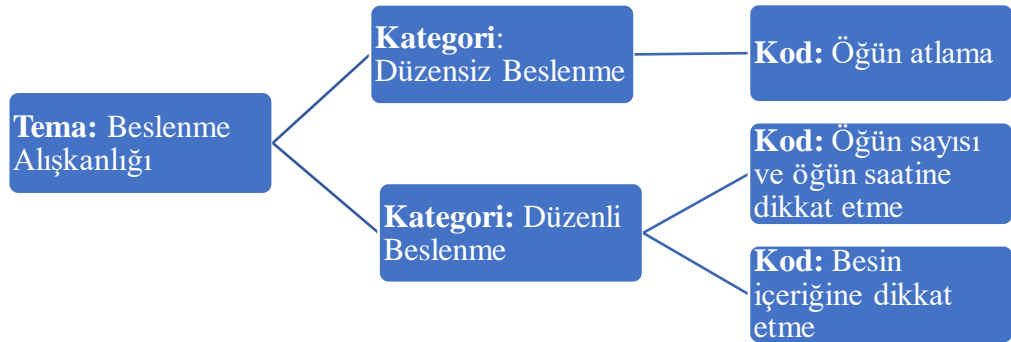 Tema: Beslenme
Alışkanlığı
Kategori:
Düzensiz Beslenme
Kod: Öğün atlama
Kategori: Düzenli
Beslenme
Kod: Öğün sayısı
ve öğün saatine
dikkat etme
Kod: Besin
içeriğine dikkat
etme